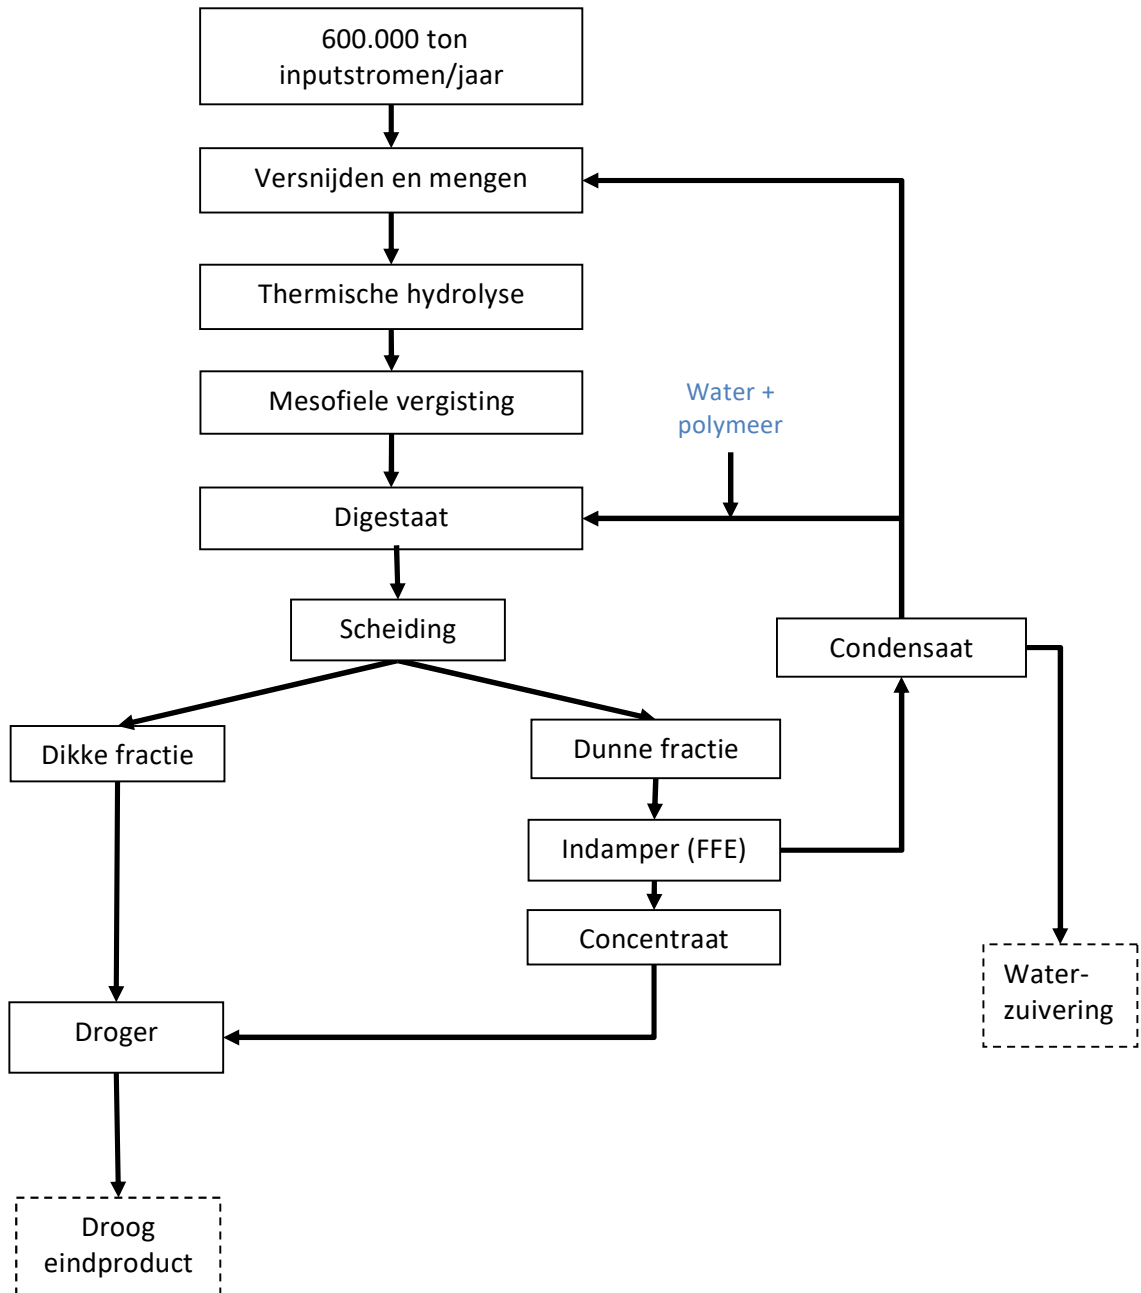 600.000 ton
inputstromen/jaar
Versnijden en mengen
Thermische hydrolyse
Mesofiele vergisting
Water +
polymeer
Digestaat
Scheiding
Condensaat
Dikke fractie
Dunne fractie
Indamper (FFE)
Concentraat
Water-
zuivering
Droger
Droog
eindproduct